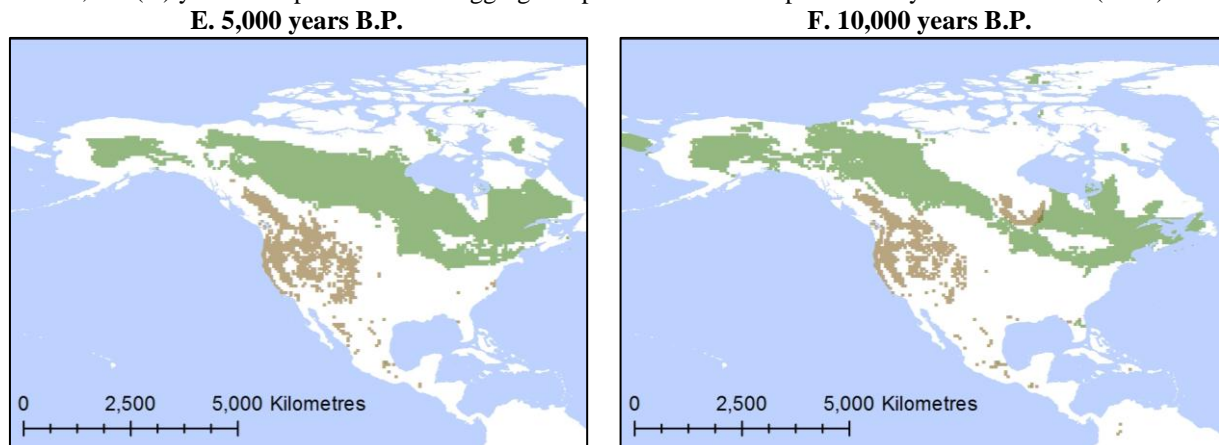 E. 5,000 years B.P.
F. 10,000 years B.P.
0 2,500 5,000 Kilometres
0 2,500 5,000 Kilometres